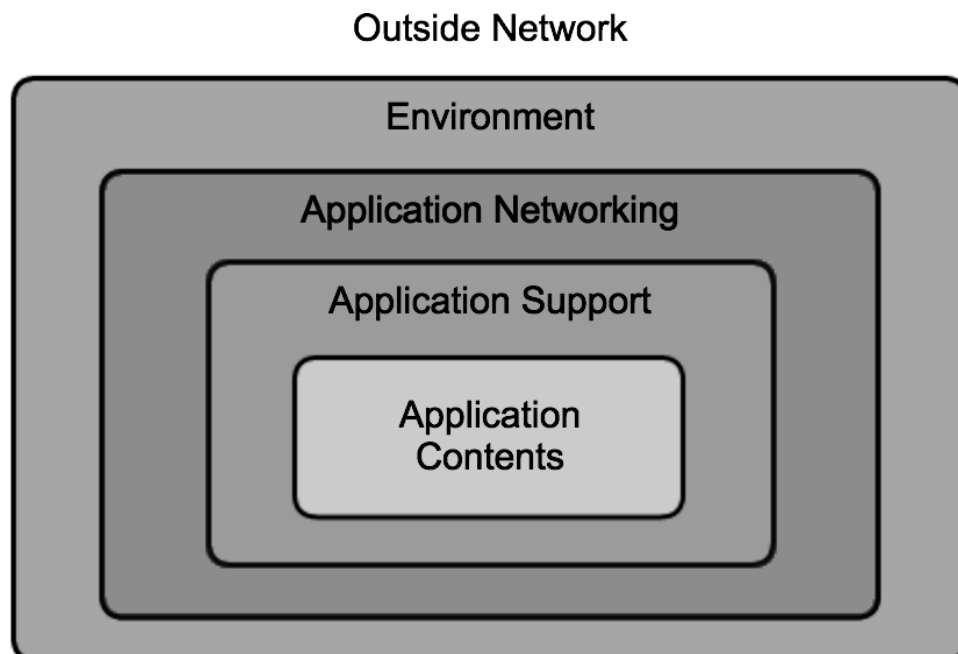 Outside Network
Environment
Application Networking
Application Support
Application
Contents